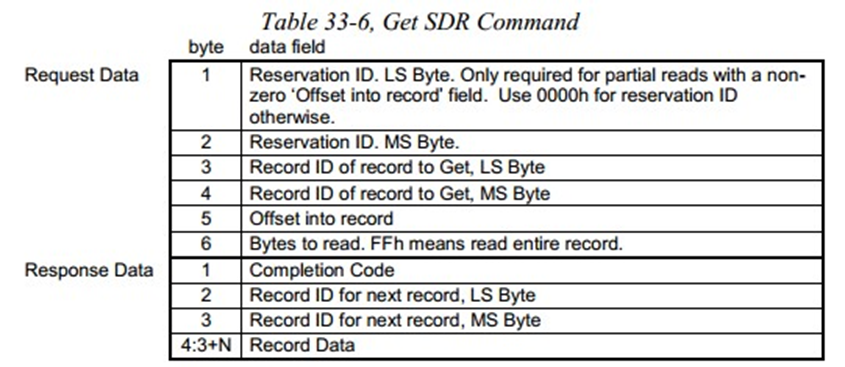 Table 33-6, Get SDR Command
byte data field
Request Data 1 Reservation ID. LS Byte. Only required for partial reads with a non-
zero ‘Offset into record' field. Use 0000h for reservation ID
otherwise.
2 Reservation ID. MS Byte.
3 Record ID of record to Get, LS Byte
4 Record ID of record to Get, MS Byte
5 Offset into record
6 Bytes to read. FFh means read entire record.
Response Data 1 Completion Code
2 Record ID for next record, LS Byte
3 Record ID for next record, MS Byte
4:3+N Record Data